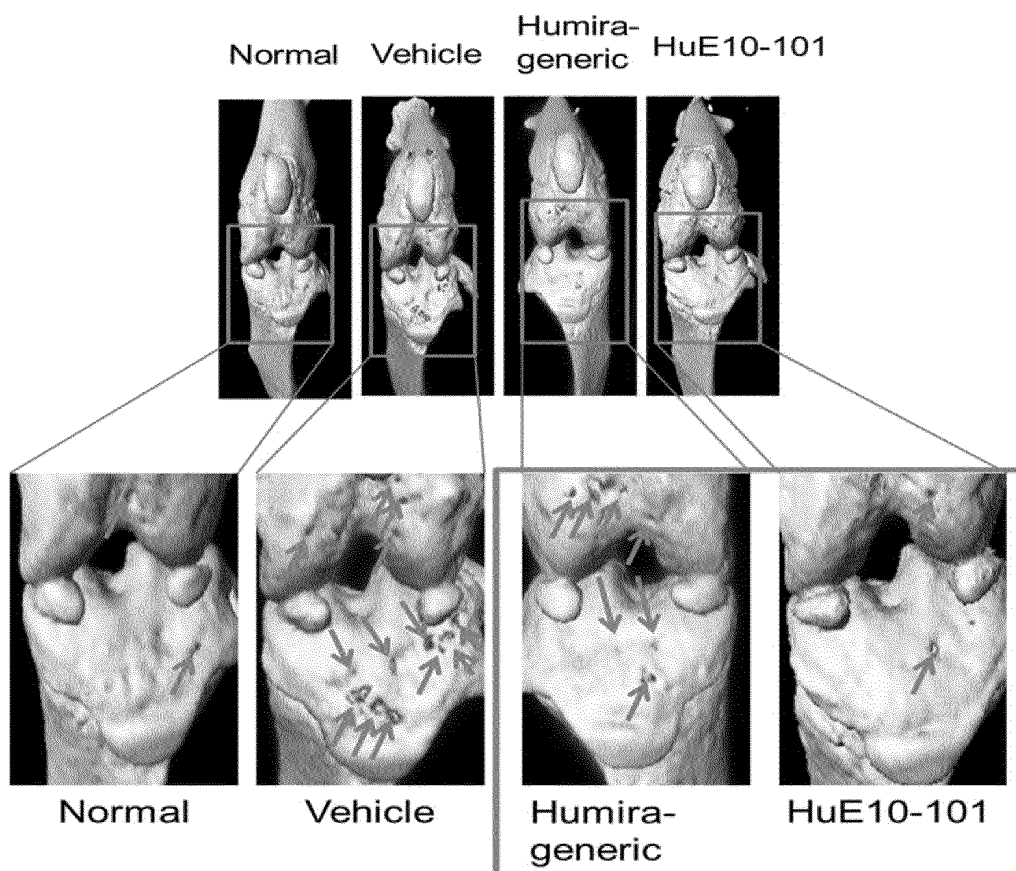 Normal
Vehicle
Humira-
generic
HuE10-101
Normal
Vehicle
Humira-
generic
HuE10-101